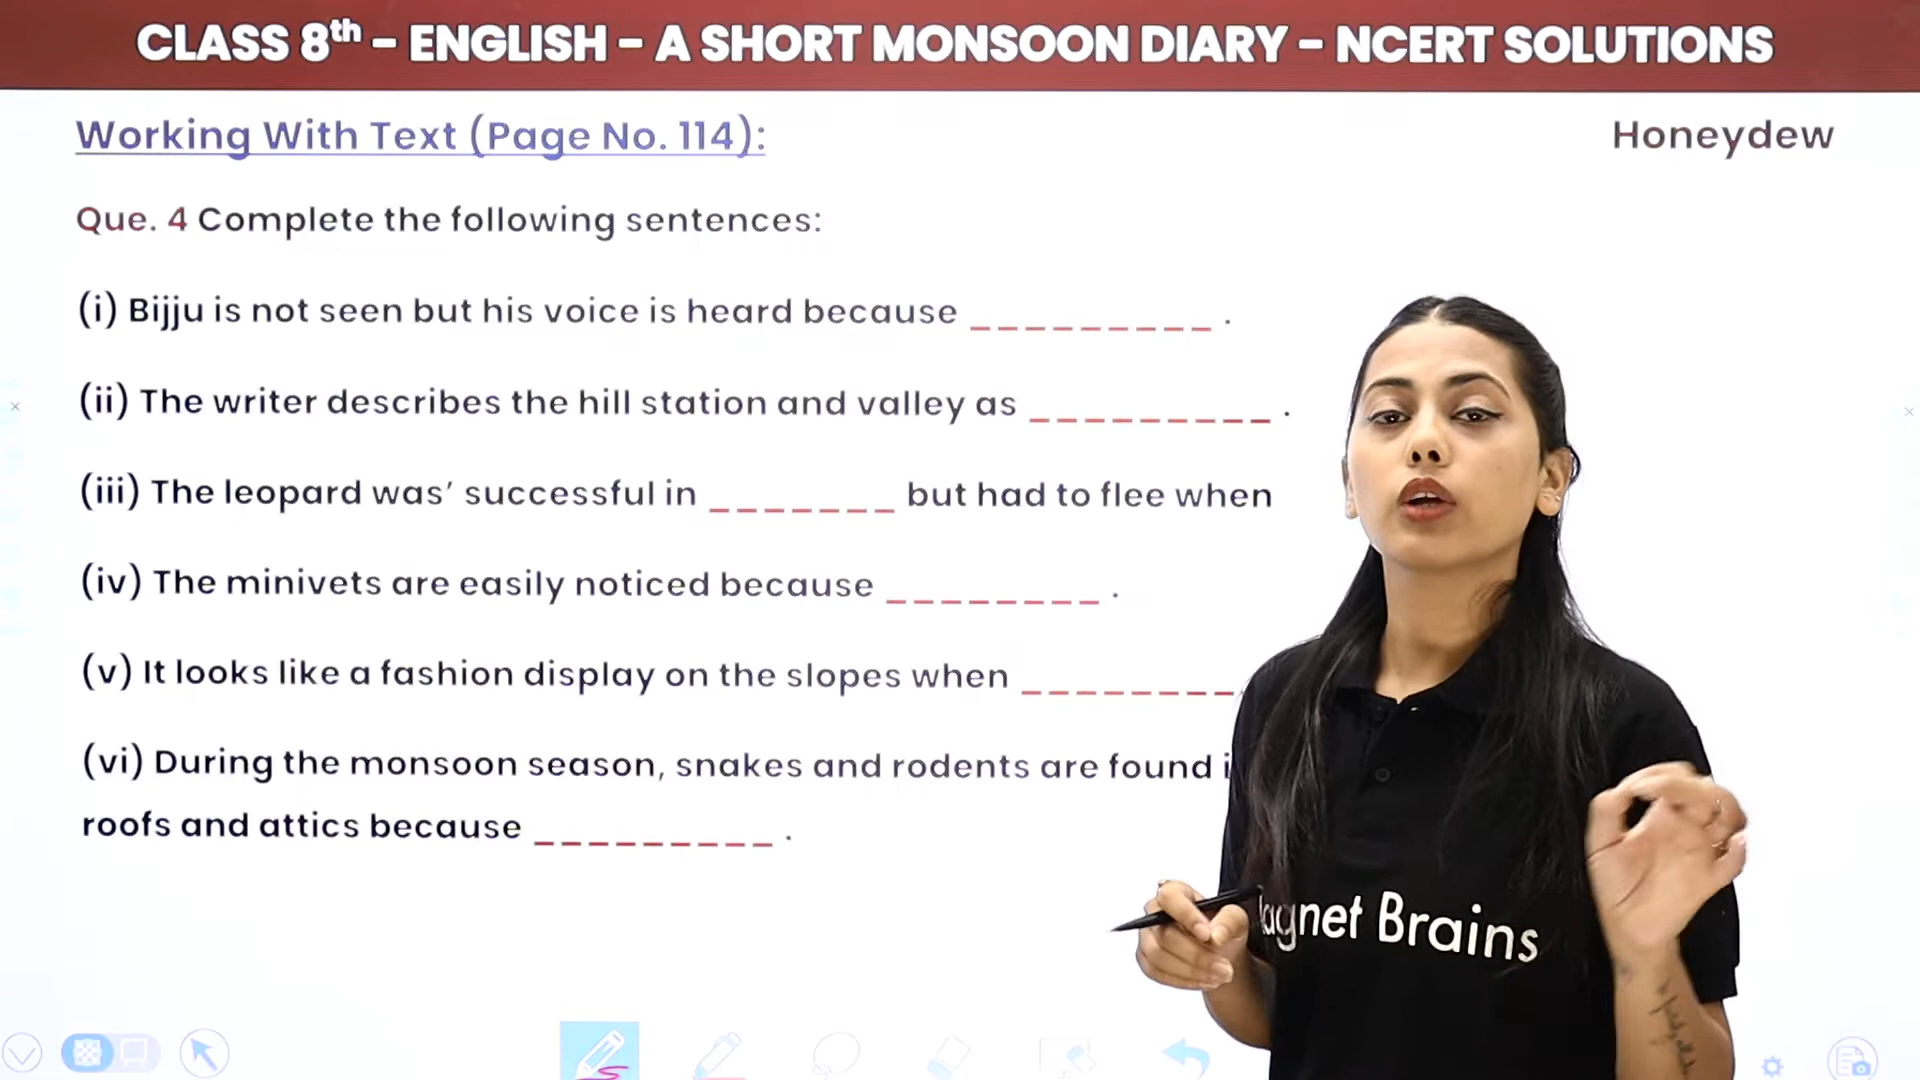 CLASS 8th – ENGLISH – A SHORT MONSOON DIARY – NCERT SOLUTIONS
Working With Text (Page No. 114):
Honeydew
Que. 4 Complete the following sentences:
(i) Bijju is not seen but his voice is heard because _________ .
(ii) The writer describes the hill station and valley as _________ .
(iii) The leopard was’ successful in _______ but had to flee when
(iv) The minivets are easily noticed because ________ .
(v) It looks like a fashion display on the slopes when ________
(vi) During the monsoon season, snakes and rodents are found i
roofs and attics because _________ .
agnet Brains